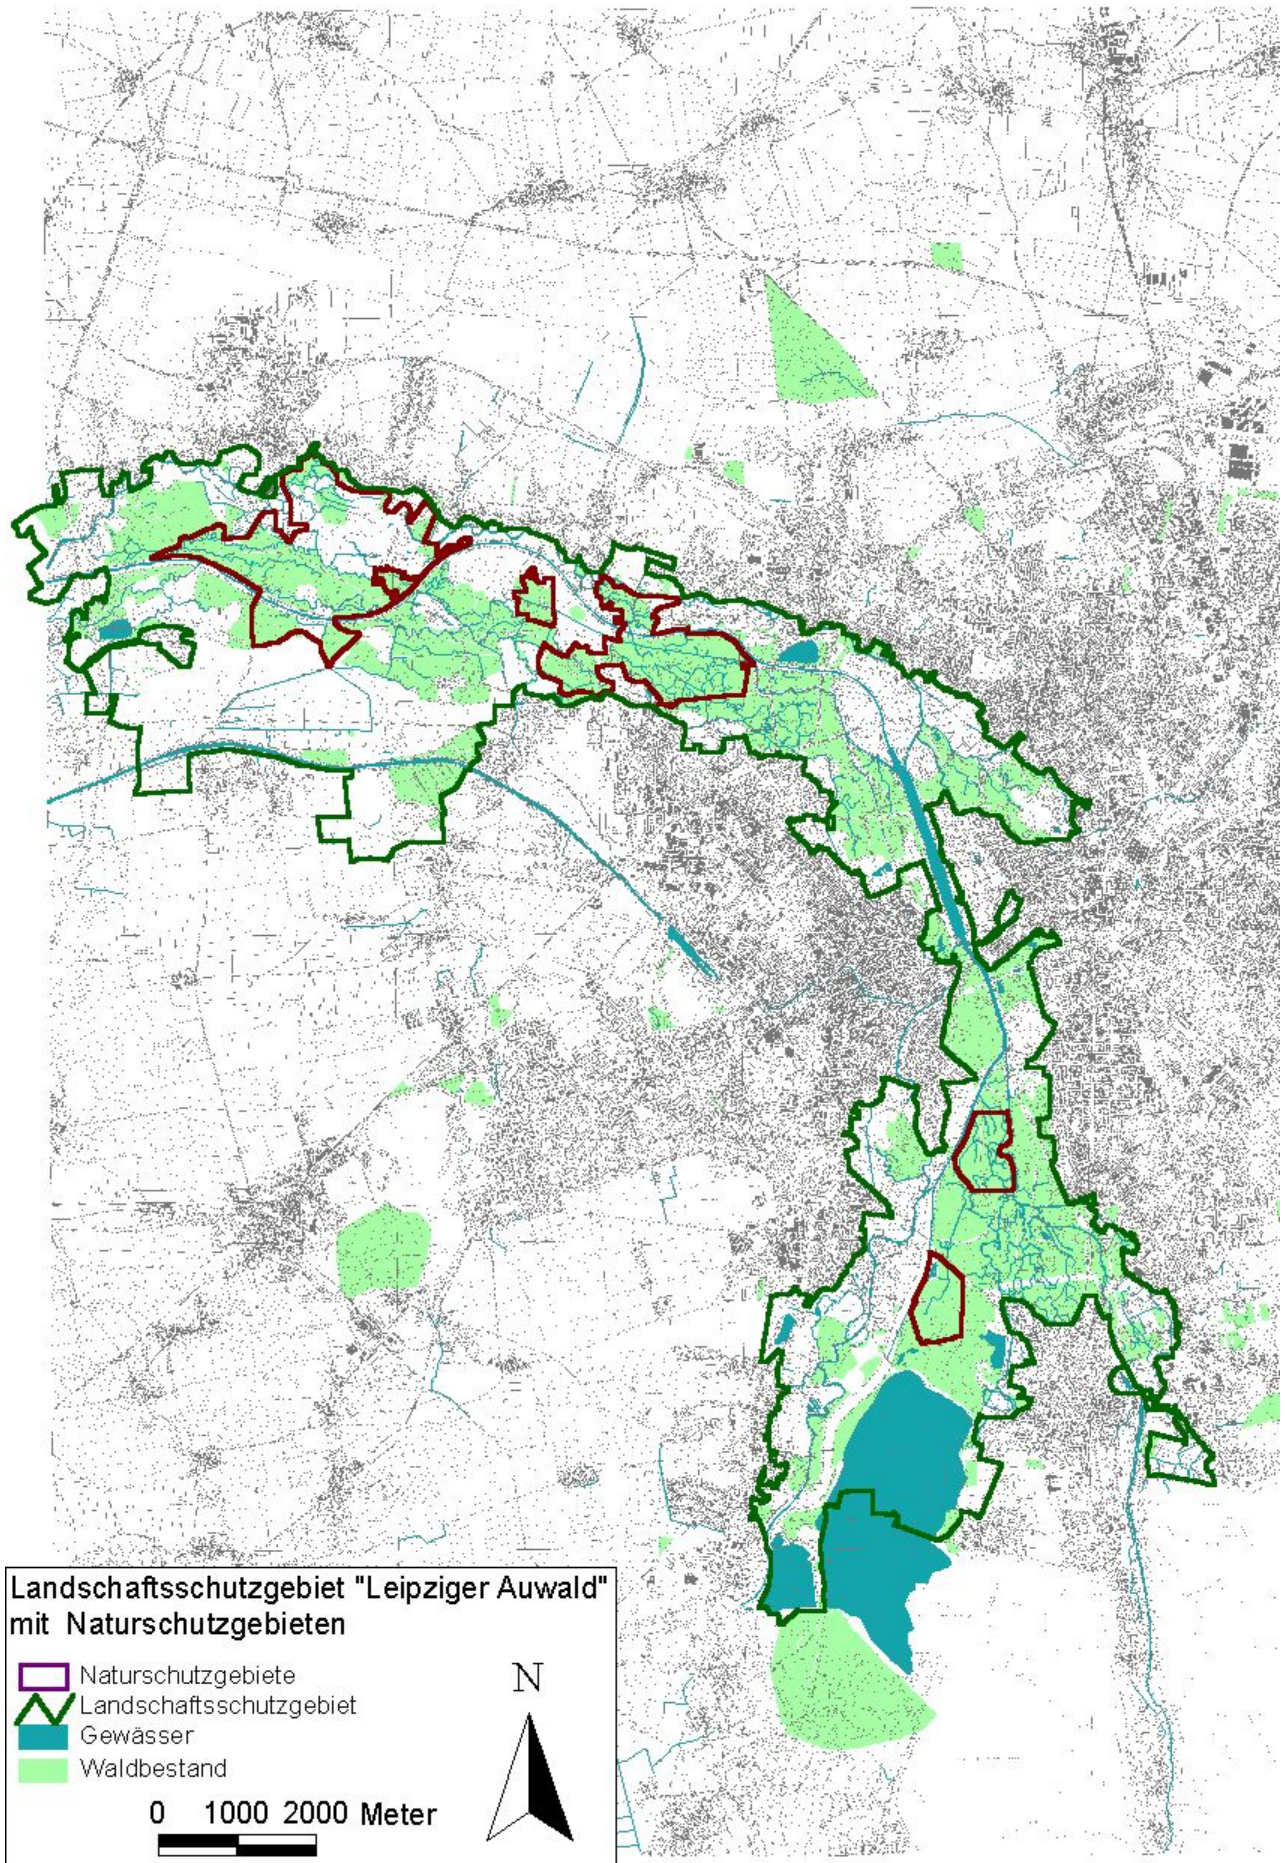 Landschaftsschutzgebiet "Leipziger Auwald"
mit Naturschutzgebieten
Naturschutzgebiete
Landschaftsschutzgebiet
Gewässer
Waldbestand
N
0 1000 2000 Meter